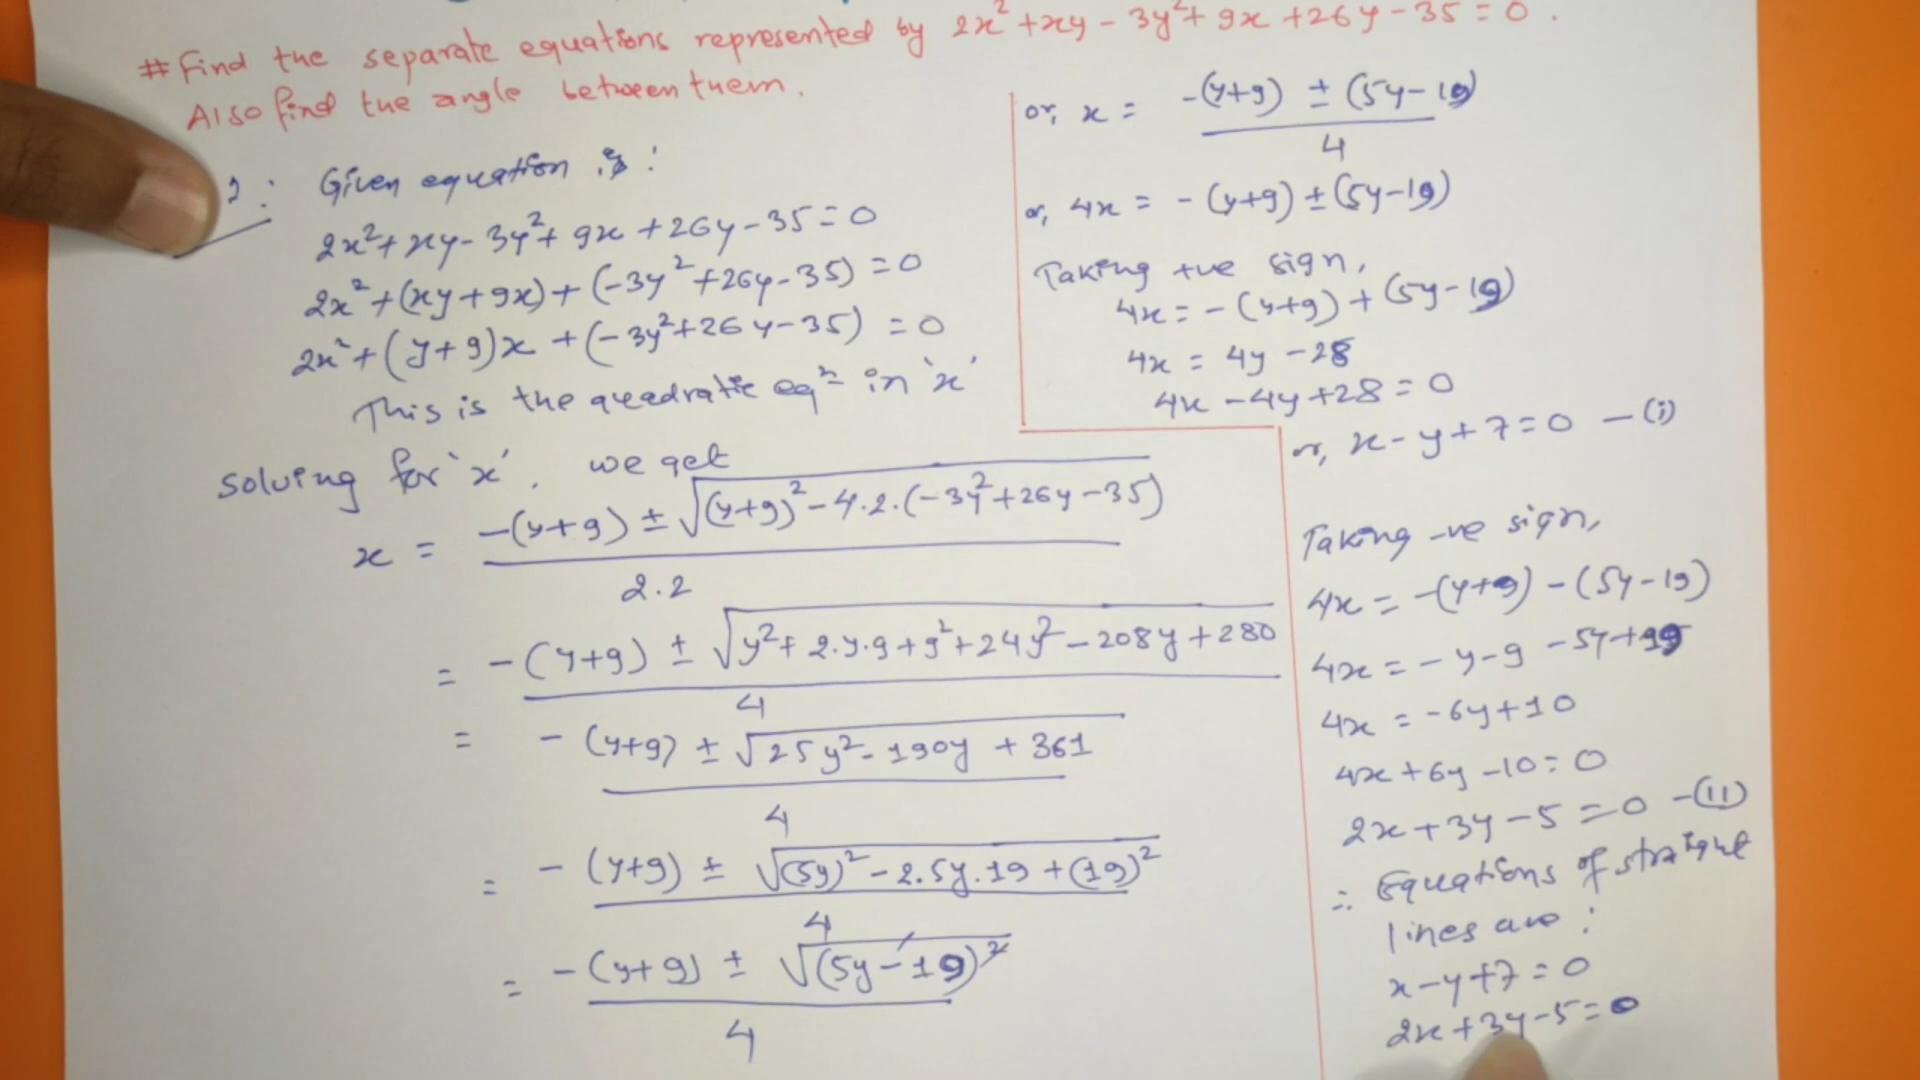 # Find the separate equations represented by 2x² + xy - 3y² + 9x + 26y - 35 = 0 .
Also find the angle between them.
Given equation is :
2x² + xy - 3y² + 9x + 26y - 35 = 0
2x² + (xy + 9x) + (-3y² + 26y - 35) = 0
2x² + (y + 9)x + (-3y² + 26y - 35) = 0
This is the quadratic eqn in 'x'
solving for 'x', we get
x = -(y+9) ± √(y+9)² - 4.2.(-3y² + 26y - 35)
2.2
= -(y+9) ± √y² + 2.y.9 + 9² + 24y² - 208y + 280
4
= -(y+9) ± √25y² - 190y + 361
4
= -(y+9) ± √(5y)² - 2.5y.19 + (19)²
4
= -(y+9) ± √(5y - 19)²
4
or, x = -(y+9) ± (5y - 19)
4
or, 4x = -(y+9) ± (5y - 19)
Taking +ve sign,
4x = -(y+9) + (5y - 19)
4x = 4y - 28
4x - 4y + 28 = 0
or, x - y + 7 = 0 - (i)
Taking -ve sign,
4x = -(y+9) - (5y - 19)
4x = - y - 9 - 5y + 19
4x = -6y + 10
4x + 6y - 10 = 0
2x + 3y - 5 = 0 - (ii)
∴ Equations of straight
lines are :
x - y + 7 = 0
2x + 3y - 5 = 0